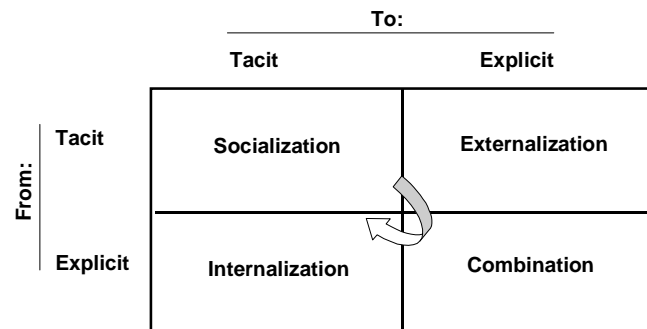 To:
Tacit Explicit
From:
Tacit Socialization Externalization
Explicit Internalization Combination